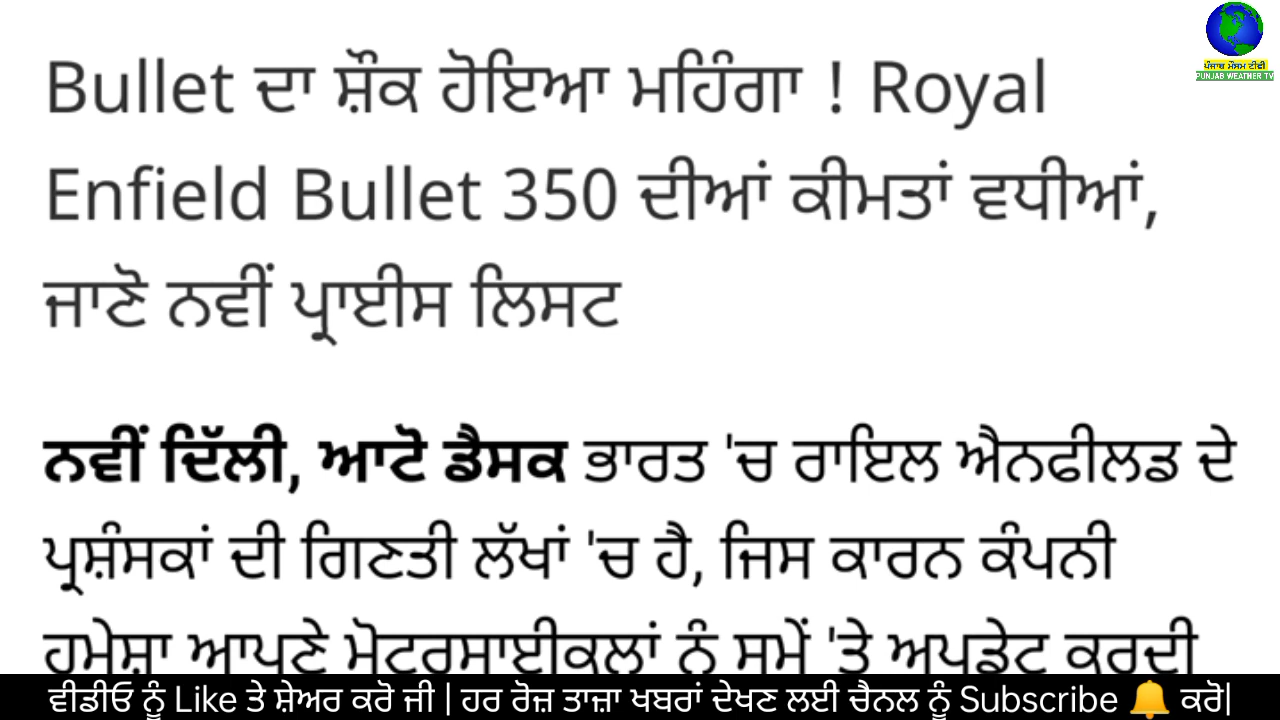 ਪੰਜਾਬ ਮੌਸਮ ਟੀਵੀ
PUNJAB WEATHER TV
Bullet ਦਾ ਸ਼ੌਕ ਹੋਇਆ ਮਹਿੰਗਾ ! Royal
Enfield Bullet 350 ਦੀਆਂ ਕੀਮਤਾਂ ਵਧੀਆਂ,
ਜਾਣੋ ਨਵੀਂ ਪ੍ਰਾਈਸ ਲਿਸਟ
ਨਵੀਂ ਦਿੱਲੀ, ਆਟੋ ਡੈਸਕ ਭਾਰਤ 'ਚ ਰਾਇਲ ਐਨਫੀਲਡ ਦੇ
ਪ੍ਰਸ਼ੰਸਕਾਂ ਦੀ ਗਿਣਤੀ ਲੱਖਾਂ 'ਚ ਹੈ, ਜਿਸ ਕਾਰਨ ਕੰਪਨੀ
ਹਮੇਸ਼ਾ ਆਪਣੇ ਮੋਟਰਸਾਈਕਲਾਂ ਨੂੰ ਸਮੇਂ 'ਤੇ ਅਪਡੇਟ ਕਰਦੀ
ਵੀਡੀਓ ਨੂੰ Like ਤੇ ਸ਼ੇਅਰ ਕਰੋ ਜੀ | ਹਰ ਰੋਜ਼ ਤਾਜ਼ਾ ਖਬਰਾਂ ਦੇਖਣ ਲਈ ਚੈਨਲ ਨੂੰ Subscribe 🔔 ਕਰੋ|